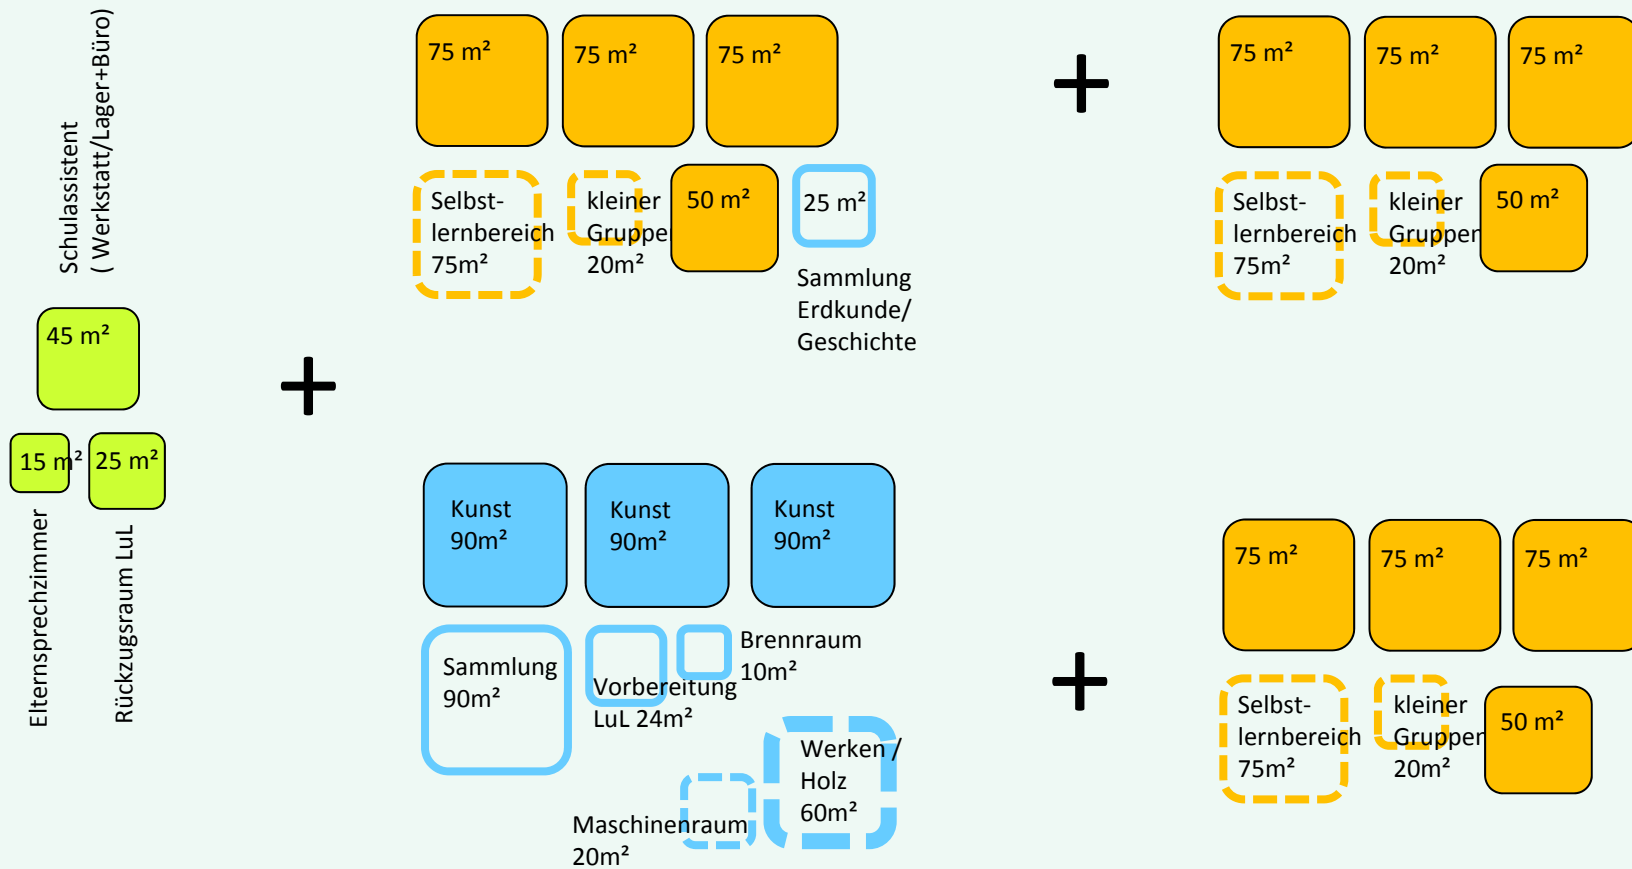 Schulassistent
( Werkstatt/Lager+Büro)
45 m²
15 m²
25 m²
Elternsprechzimmer
Rückzugsraum LuL
+
75 m²
75 m²
75 m²
Selbst-
lernbereich
75m²
kleiner
Gruppen
20m²
50 m²
25 m²
Sammlung
Erdkunde/
Geschichte
Kunst
90m²
Kunst
90m²
Kunst
90m²
Sammlung
90m²
Vorbereitung
LuL 24m²
Brennraum
10m²
Maschinenraum
20m²
Werken /
Holz
60m²
+
75 m²
75 m²
75 m²
Selbst-
lernbereich
75m²
kleiner
Gruppen
20m²
50 m²
+
75 m²
75 m²
75 m²
Selbst-
lernbereich
75m²
kleiner
Gruppen
20m²
50 m²